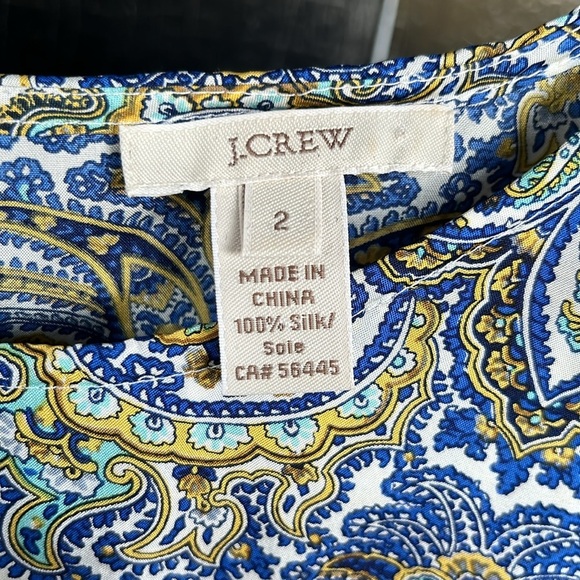 J.CREW
2
MADE IN
CHINA
100% Silk/
Soie
CA# 56445